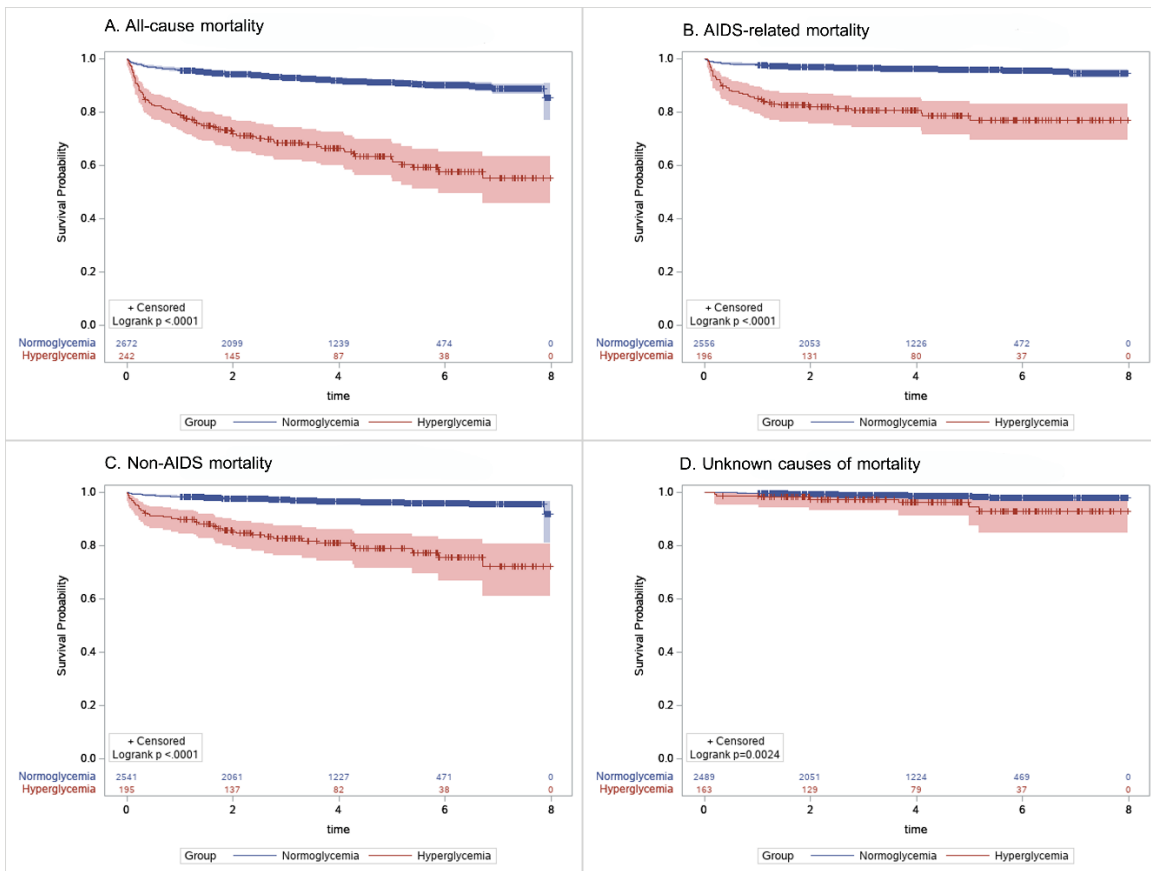 A. All-cause mortality
1.0
0.8
0.6
0.4
0.2
0.0
Survival Probability
+ Censored
Logrank p <.0001
Normoglycemia 2672 2099 1239 474 0
Hyperglycemia 242 145 87 38 0
0 2 4 6 8
time
Group Normoglycemia Hyperglycemia
B. AIDS-related mortality
1.0
0.8
0.6
0.4
0.2
0.0
Survival Probability
+ Censored
Logrank p <.0001
Normoglycemia 2556 2053 1226 472 0
Hyperglycemia 196 131 80 37 0
0 2 4 6 8
time
Group Normoglycemia Hyperglycemia
C. Non-AIDS mortality
1.0
0.8
0.6
0.4
0.2
0.0
Survival Probability
+ Censored
Logrank p <.0001
Normoglycemia 2541 2061 1227 471 0
Hyperglycemia 195 137 82 38 0
0 2 4 6 8
time
Group Normoglycemia Hyperglycemia
D. Unknown causes of mortality
1.0
0.8
0.6
0.4
0.2
0.0
Survival Probability
+ Censored
Logrank p=0.0024
Normoglycemia 2489 2051 1224 469 0
Hyperglycemia 163 129 79 37 0
0 2 4 6 8
time
Group Normoglycemia Hyperglycemia